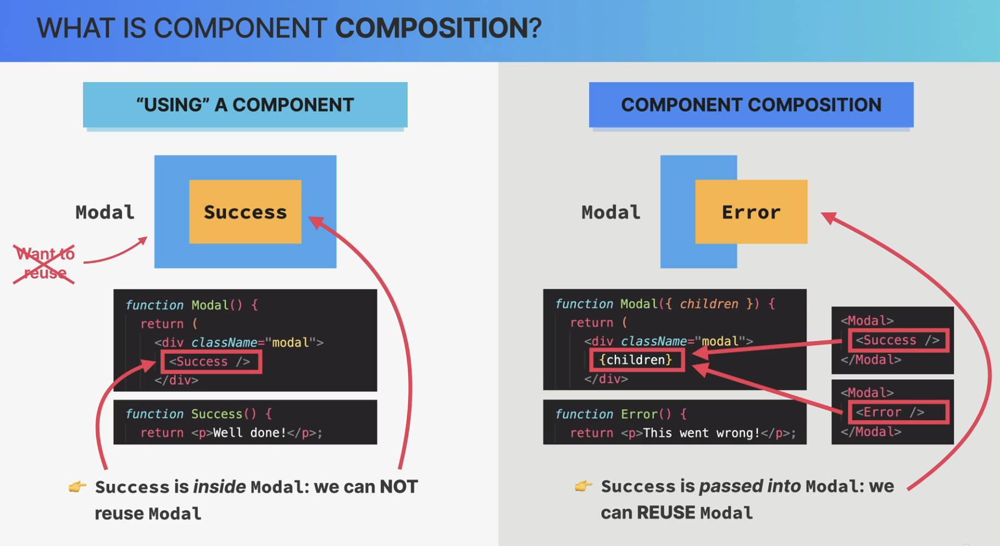 WHAT IS COMPONENT COMPOSITION?
“USING” A COMPONENT
Modal
Success
Want to
reuse
function Modal() {
return (
<div className="modal">
<Success />
</div>
function Success() {
return <p>Well done!</p>;
👉 Success is inside Modal: we can NOT
reuse Modal
COMPONENT COMPOSITION
Modal
Error
function Modal({ children }) {
return (
<div className="modal">
{children}
</div>
function Error() {
return <p>This went wrong!</p>;
<Modal>
<Success />
</Modal>
<Modal>
<Error />
</Modal>
👉 Success is passed into Modal: we
can REUSE Modal